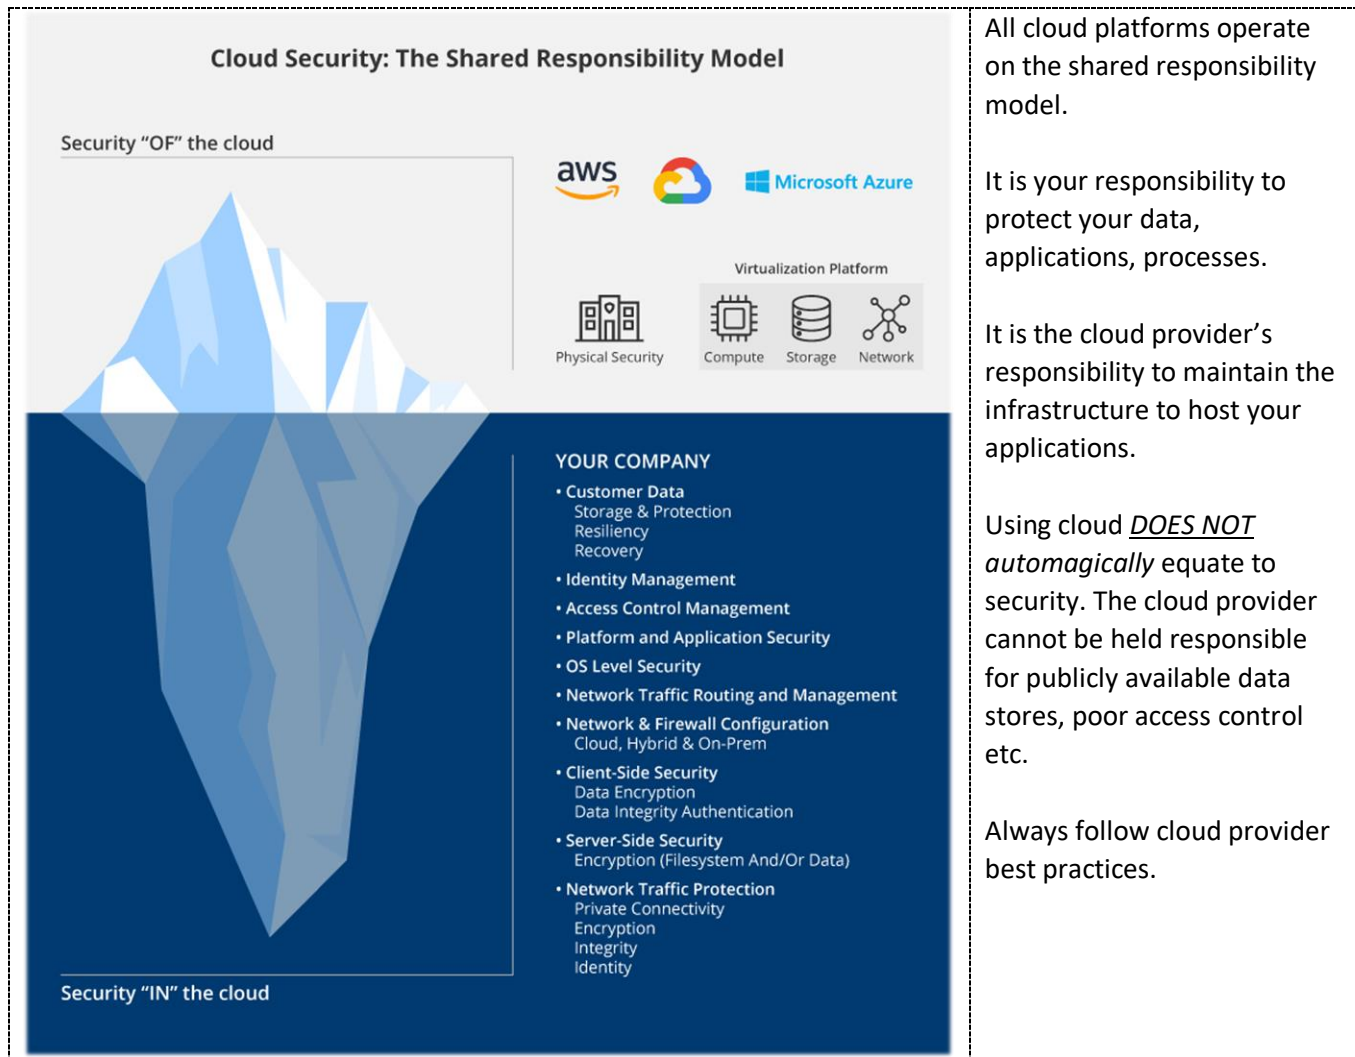 Cloud Security: The Shared Responsibility Model
Security “OF” the cloud
aws
Microsoft Azure
Virtualization Platform
Physical Security
Compute
Storage
Network
YOUR COMPANY
• Customer Data
Storage & Protection
Resiliency
Recovery
• Identity Management
• Access Control Management
• Platform and Application Security
• OS Level Security
• Network Traffic Routing and Management
• Network & Firewall Configuration
Cloud, Hybrid & On-Prem
• Client-Side Security
Data Encryption
Data Integrity Authentication
• Server-Side Security
Encryption (Filesystem And/Or Data)
• Network Traffic Protection
Private Connectivity
Encryption
Integrity
Identity
Security “IN” the cloud
All cloud platforms operate
on the shared responsibility
model.
It is your responsibility to
protect your data,
applications, processes.
It is the cloud provider’s
responsibility to maintain the
infrastructure to host your
applications.
Using cloud DOES NOT
automagically equate to
security. The cloud provider
cannot be held responsible
for publicly available data
stores, poor access control
etc.
Always follow cloud provider
best practices.